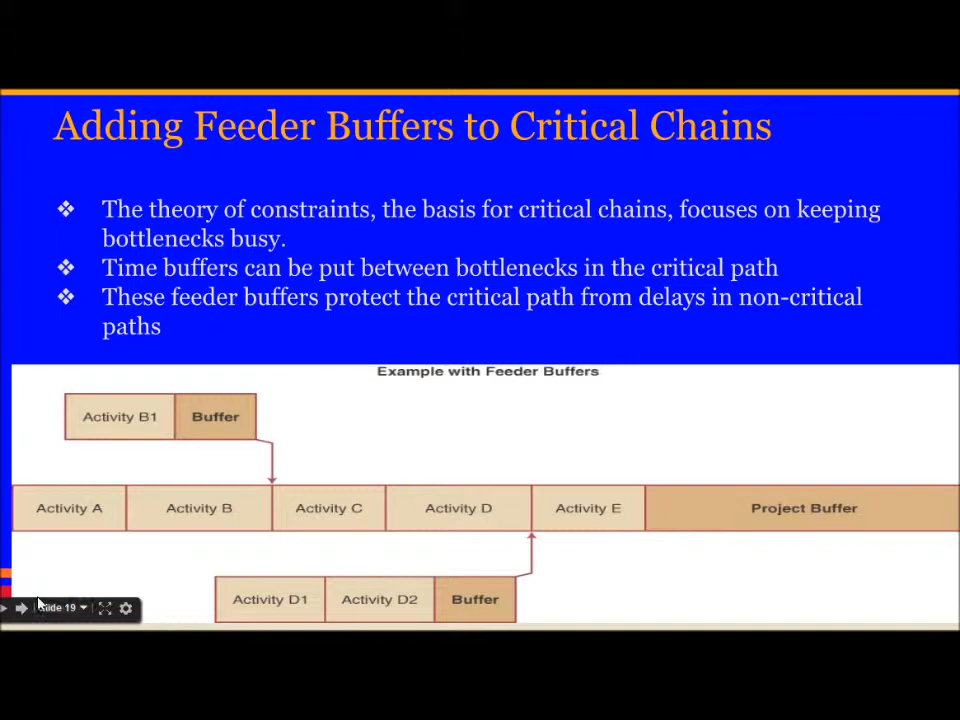 Adding Feeder Buffers to Critical Chains
❖ The theory of constraints, the basis for critical chains, focuses on keeping
bottlenecks busy.
❖ Time buffers can be put between bottlenecks in the critical path
❖ These feeder buffers protect the critical path from delays in non-critical
paths
Example with Feeder Buffers
Activity B1 Buffer
Activity A Activity B Activity C Activity D Activity E Project Buffer
Activity D1 Activity D2 Buffer
Slide 19